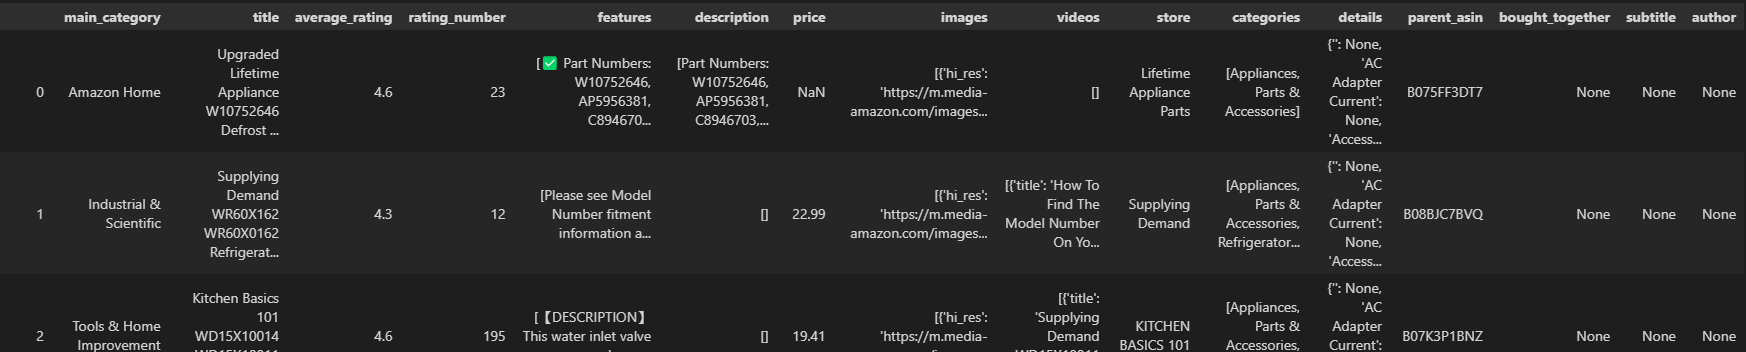 main_category title average_rating rating_number features description price images videos store categories details parent_asin bought_together subtitle author
0
Amazon Home
Upgraded
Lifetime
Appliance
W10752646
Defrost ...
4.6
23
[✅ Part Numbers:
W10752646,
AP5956381,
C894670...
[Part Numbers:
W10752646,
AP5956381,
C8946703,...
NaN
[{'hi_res':
'https://m.media-
amazon.com/images...
[]
Lifetime
Appliance
Parts
[Appliances,
Parts &
Accessories]
{'': None,
'AC
Adapter
Current':
None,
'Access...
B075FF3DT7
None
None
None
1
Industrial &
Scientific
Supplying
Demand
WR60X162
WR60X0162
Refrigerat...
4.3
12
[Please see Model
Number fitment
information a...
[]
22.99
[{'hi_res':
'https://m.media-
amazon.com/images...
[{'title': 'How To
Find The
Model Number
On Yo...
Supplying
Demand
[Appliances,
Parts &
Accessories,
Refrigerator...
{'': None,
'AC
Adapter
Current':
None,
'Access...
B08BJC7BVQ
None
None
None
2
Tools & Home
Improvement
Kitchen Basics
101
WD15X10014
4.6
195
[【DESCRIPTION】
This water inlet valve
[]
19.41
[{'hi_res':
'https://m.media-
[{'title':
'Supplying
Demand
KITCHEN
BASICS 101
[Appliances,
Parts &
Accessories,
{'': None,
'AC
Adapter
Current':
B07K3P1BNZ
None
None
None